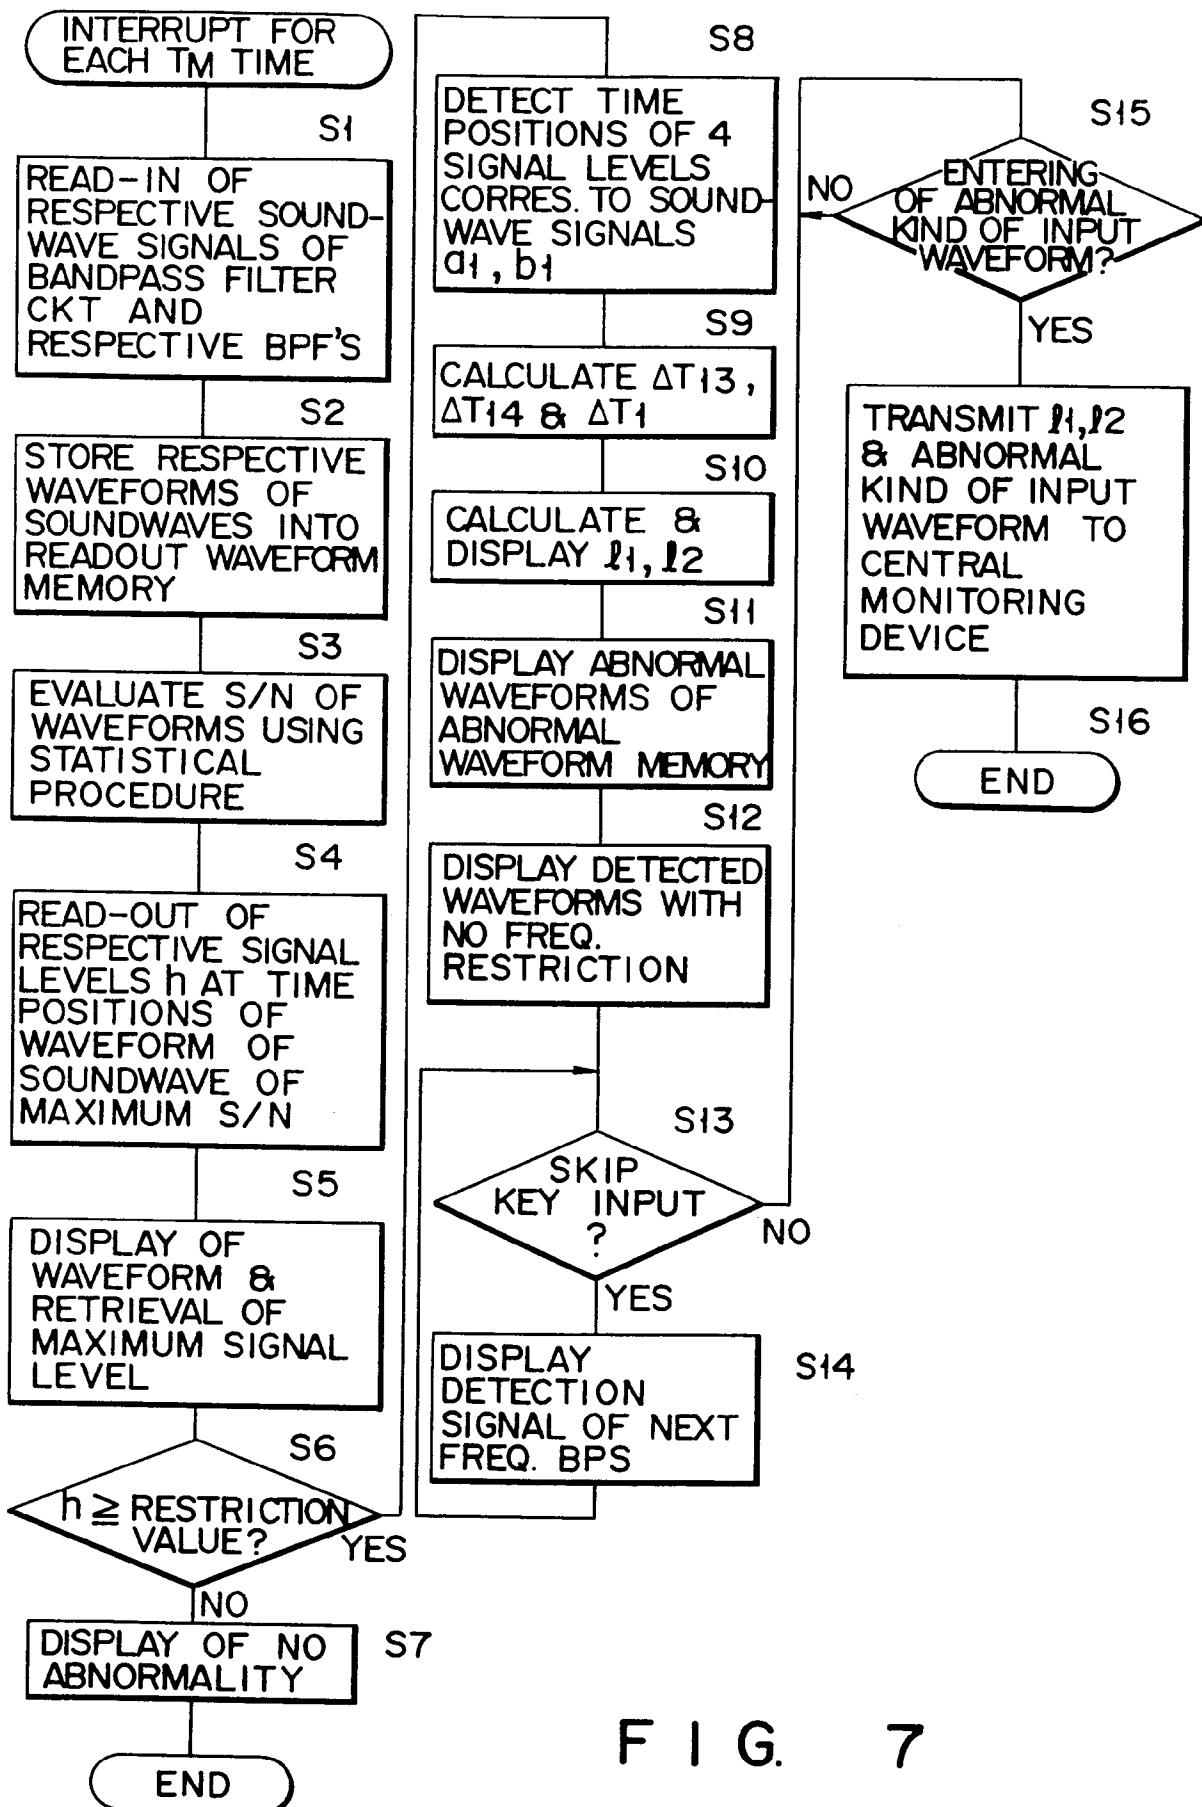 INTERRUPT FOR
EACH TM TIME
S1
READ-IN OF
RESPECTIVE SOUND-
WAVE SIGNALS OF
BANDPASS FILTER
CKT AND
RESPECTIVE BPF'S
S2
STORE RESPECTIVE
WAVEFORMS OF
SOUNDWAVES INTO
READOUT WAVEFORM
MEMORY
S3
EVALUATE S/N OF
WAVEFORMS USING
STATISTICAL
PROCEDURE
S4
READ-OUT OF
RESPECTIVE SIGNAL
LEVELS h AT TIME
POSITIONS OF
WAVEFORM OF
SOUNDWAVE OF
MAXIMUM S/N
S5
DISPLAY OF
WAVEFORM &
RETRIEVAL OF
MAXIMUM SIGNAL
LEVEL
S6
h ≧ RESTRICTION
VALUE?
YES
NO
DISPLAY OF NO
ABNORMALITY
S7
END
S8
DETECT TIME
POSITIONS OF 4
SIGNAL LEVELS
CORRES. TO SOUND-
WAVE SIGNALS
a1, b1
S9
CALCULATE ΔT13,
ΔT14 & ΔT1
S10
CALCULATE &
DISPLAY ℓ1, ℓ2
S11
DISPLAY ABNORMAL
WAVEFORMS OF
ABNORMAL
WAVEFORM MEMORY
S12
DISPLAY DETECTED
WAVEFORMS WITH
NO FREQ.
RESTRICTION
S13
SKIP
KEY INPUT
?
NO
YES
DISPLAY
DETECTION
SIGNAL OF NEXT
FREQ. BPS
S14
S15
ENTERING
OF ABNORMAL
KIND OF INPUT
WAVEFORM?
NO
YES
TRANSMIT ℓ1, ℓ2
& ABNORMAL
KIND OF INPUT
WAVEFORM TO
CENTRAL
MONITORING
DEVICE
S16
END
FIG. 7